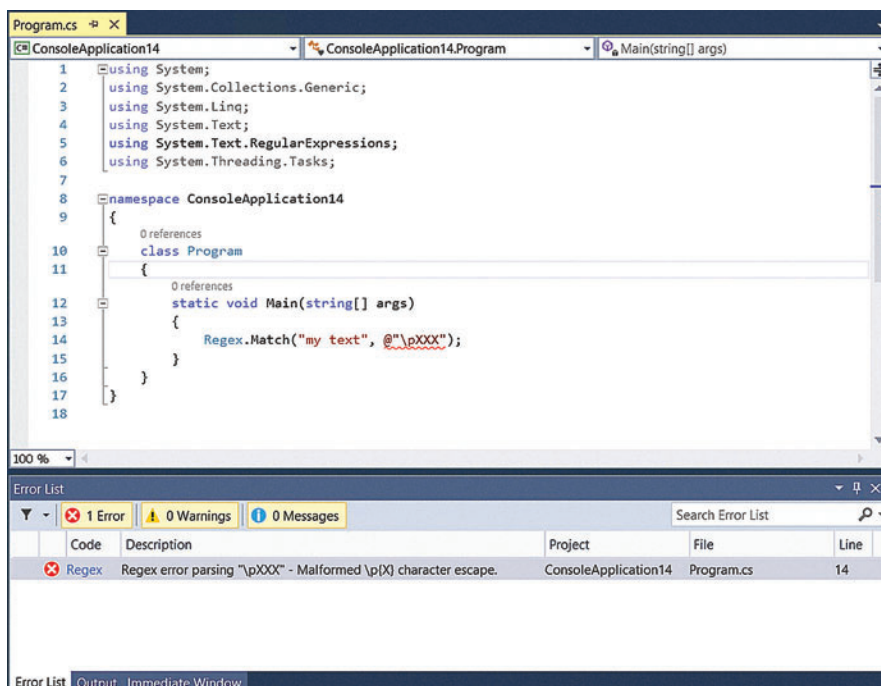 Program.cs
ConsoleApplication14 ConsoleApplication14.Program Main(string[] args)
1 using System;
2 using System.Collections.Generic;
3 using System.Linq;
4 using System.Text;
5 using System.Text.RegularExpressions;
6 using System.Threading.Tasks;
7
8 namespace ConsoleApplication14
9 {
0 references
10 class Program
11 {
0 references
12 static void Main(string[] args)
13 {
14 Regex.Match("my text", @"\pXXX");
15 }
16 }
17 }
18
100 %
Error List
1 Error 0 Warnings 0 Messages Search Error List
Code Description Project File Line
Regex Regex error parsing "\pXXX" - Malformed \p{X} character escape. ConsoleApplication14 Program.cs 14
Error List Output Immediate Window